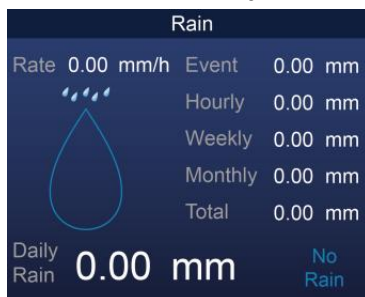 Rain
Rate 0.00 mm/h Event 0.00 mm
Hourly 0.00 mm
Weekly 0.00 mm
Monthly 0.00 mm
Total 0.00 mm
Daily
Rain 0.00 mm
No
Rain